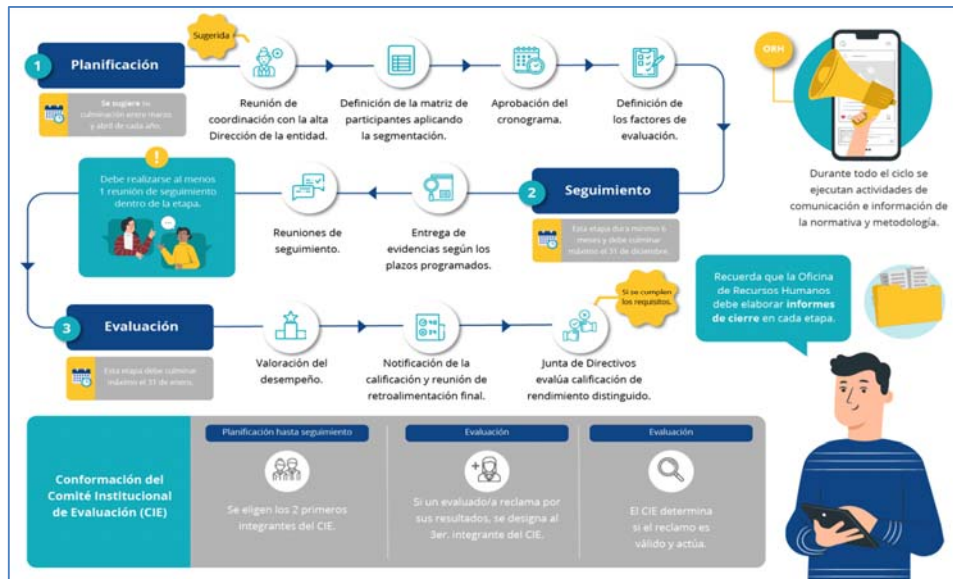 Sugerida
1
Planificación
Se sugiere su
culminación entre marzo
y abril de cada año.
Reunión de
coordinación con la alta
Dirección de la entidad.
Definición de la matriz de
participantes aplicando
la segmentación.
Aprobación del
cronograma.
Definición de
los factores de
evaluación.
ORH
Durante todo el ciclo se
ejecutan actividades de
comunicación e información de
la normativa y metodología.
2
Seguimiento
Esta etapa dura mínimo 6
meses y debe culminar
máximo el 31 de diciembre.
Entrega de
evidencias según los
plazos programados.
Reuniones de
seguimiento.
!
Debe realizarse al menos
1 reunión de seguimiento
dentro de la etapa.
3
Evaluación
Esta etapa debe culminar
máximo el 31 de enero.
Valoración del
desempeño.
Notificación de la
calificación y reunión de
retroalimentación final.
Si se cumplen
los requisitos.
Junta de Directivos
evalúa calificación de
rendimiento distinguido.
Recuerda que la Oficina
de Recursos Humanos
debe elaborar informes
de cierre en cada etapa.
Conformación del
Comité Institucional
de Evaluación (CIE)
Planificación hasta seguimiento
Se eligen los 2 primeros
integrantes del CIE.
Evaluación
Si un evaluado/a reclama por
sus resultados, se designa al
3er. integrante del CIE.
Evaluación
El CIE determina
si el reclamo es
válido y actúa.